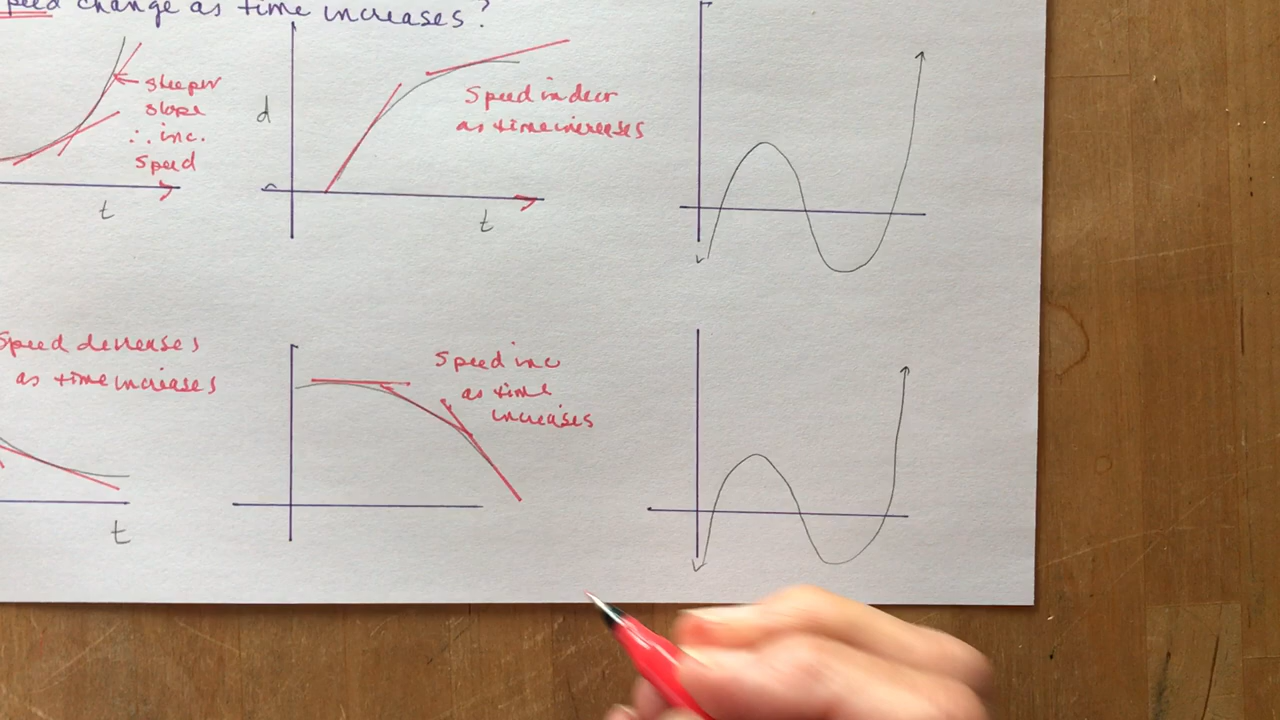 speed change as time increases?
steeper
slope
∴ inc.
speed
t
d
Speed in decr
as time increases
t
Speed decreases
as time increases
t
Speed inc
as time
increases